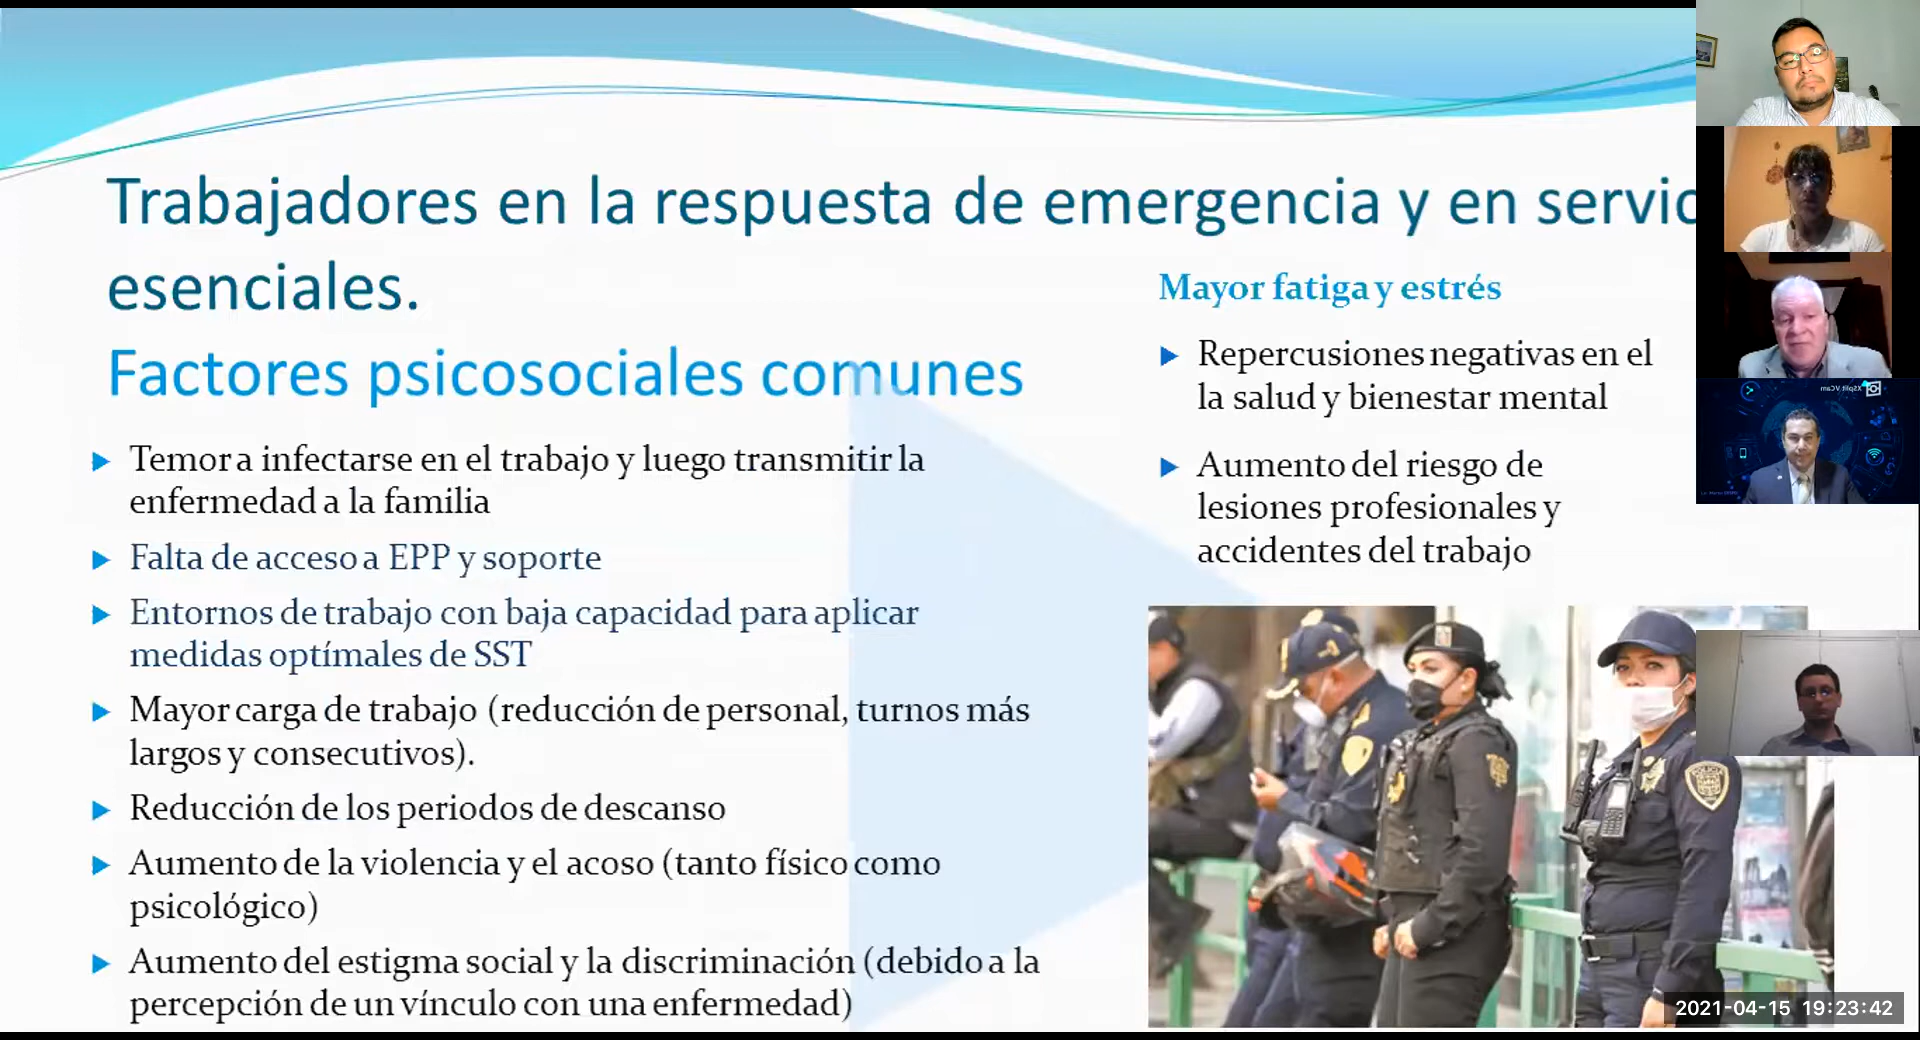 Trabajadores en la respuesta de emergencia y en servic
esenciales.
Factores psicosociales comunes
Temor a infectarse en el trabajo y luego transmitir la
enfermedad a la familia
Falta de acceso a EPP y soporte
Entornos de trabajo con baja capacidad para aplicar
medidas optímales de SST
Mayor carga de trabajo (reducción de personal, turnos más
largos y consecutivos).
Reducción de los periodos de descanso
Aumento de la violencia y el acoso (tanto físico como
psicológico)
Aumento del estigma social y la discriminación (debido a la
percepción de un vínculo con una enfermedad)
Mayor fatiga y estrés
Repercusiones negativas en el
la salud y bienestar mental
Aumento del riesgo de
lesiones profesionales y
accidentes del trabajo
XSplit VCam
POLICIA
2021-04-15 19:23:42